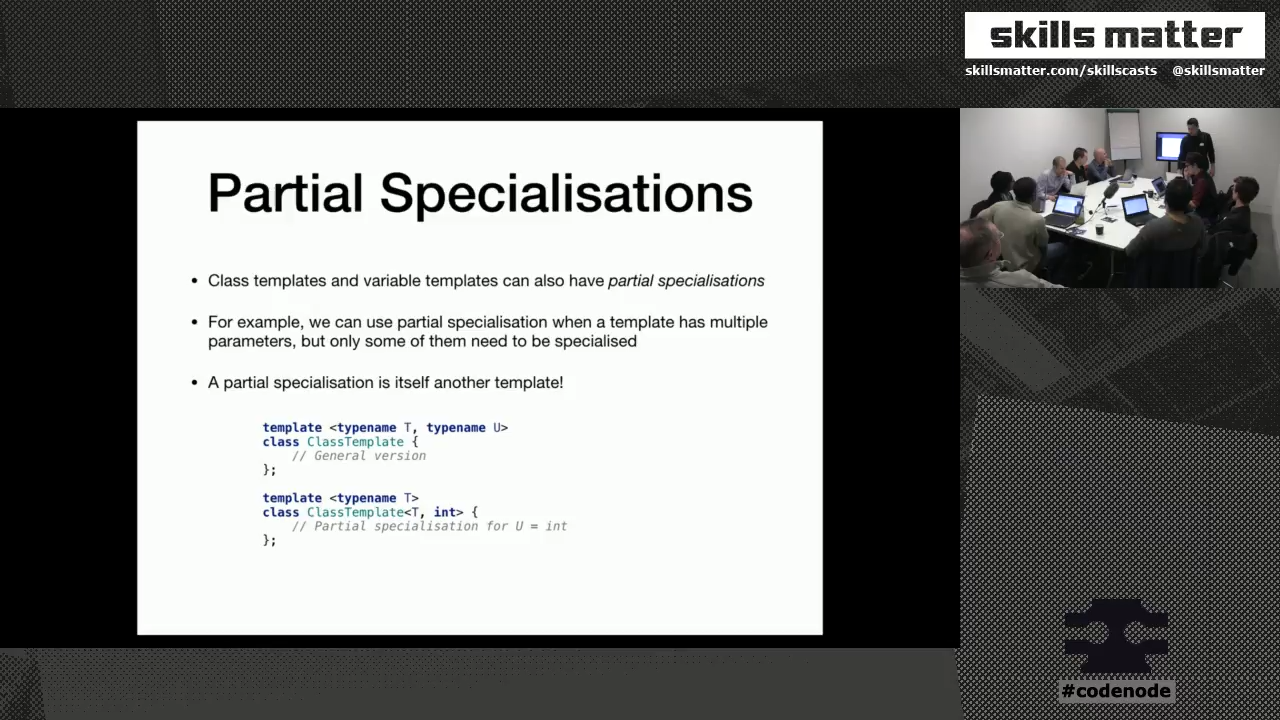 skills matter
skillsmatter.com/skillscasts @skillsmatter
Partial Specialisations
• Class templates and variable templates can also have partial specialisations
• For example, we can use partial specialisation when a template has multiple
parameters, but only some of them need to be specialised
• A partial specialisation is itself another template!
template <typename T, typename U>
class ClassTemplate {
// General version
};
template <typename T>
class ClassTemplate<T, int> {
// Partial specialisation for U = int
};
#codenode